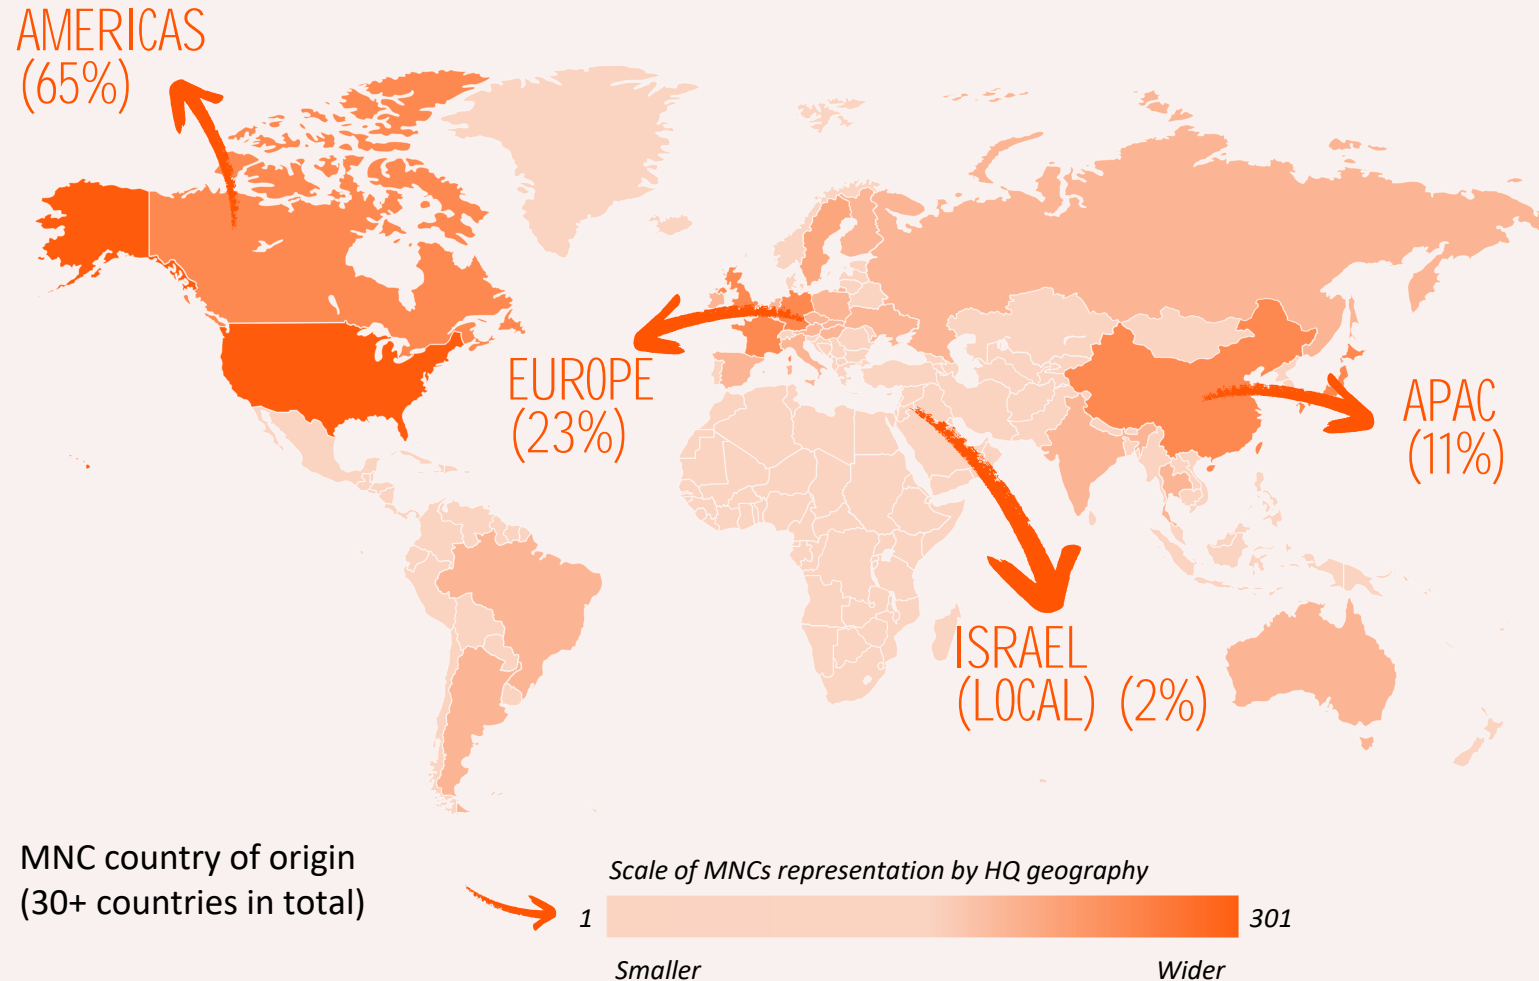 AMERICAS
(65%)
EUROPE
(23%)
APAC
(11%)
ISRAEL
(LOCAL) (2%)
MNC country of origin
(30+ countries in total)
Scale of MNCs representation by HQ geography
1
301
Smaller
Wider